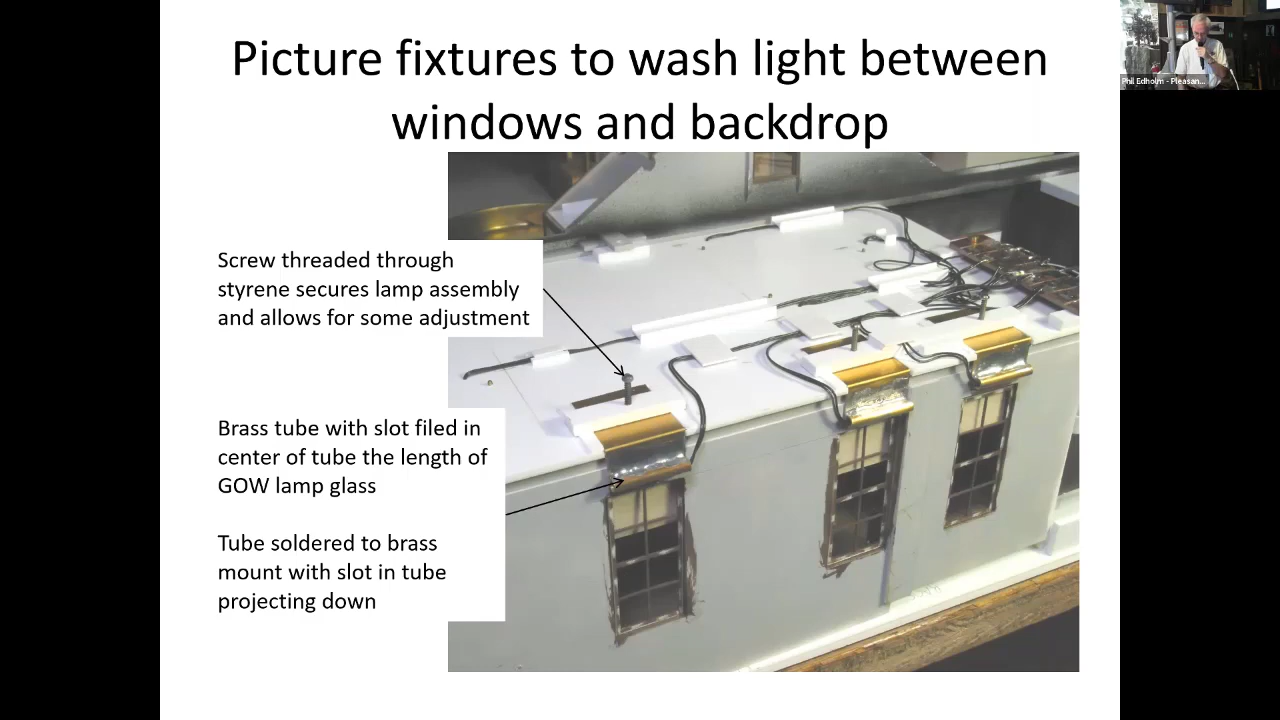 Picture fixtures to wash light between
windows and backdrop
Screw threaded through
styrene secures lamp assembly
and allows for some adjustment
Brass tube with slot filed in
center of tube the length of
GOW lamp glass
Tube soldered to brass
mount with slot in tube
projecting down
Phil Edholm - Pleasan...